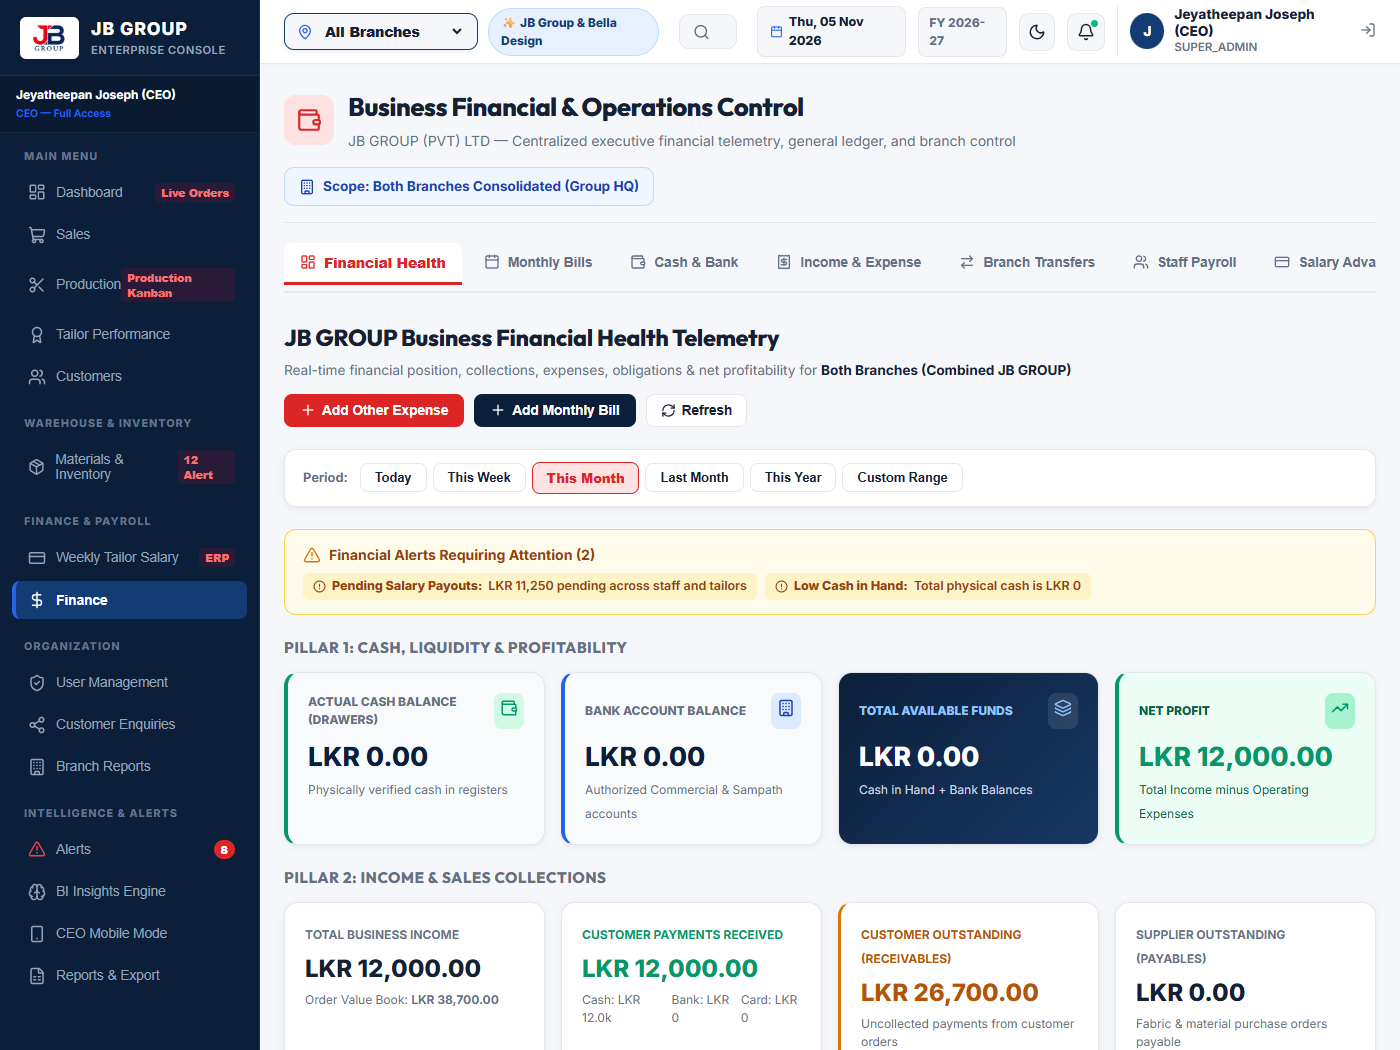 JB GROUP
JB GROUP
ENTERPRISE CONSOLE
Jeyatheepan Joseph (CEO)
CEO — Full Access
MAIN MENU
Dashboard
Live Orders
Sales
Production
Production Kanban
Tailor Performance
Customers
WAREHOUSE & INVENTORY
Materials & Inventory
12 Alert
FINANCE & PAYROLL
Weekly Tailor Salary
ERP
Finance
ORGANIZATION
User Management
Customer Enquiries
Branch Reports
INTELLIGENCE & ALERTS
Alerts
8
BI Insights Engine
CEO Mobile Mode
Reports & Export
All Branches
✨ JB Group & Bella Design
Thu, 05 Nov 2026
FY 2026-27
J
Jeyatheepan Joseph (CEO)
SUPER_ADMIN
Business Financial & Operations Control
JB GROUP (PVT) LTD — Centralized executive financial telemetry, general ledger, and branch control
Scope: Both Branches Consolidated (Group HQ)
Financial Health
Monthly Bills
Cash & Bank
Income & Expense
Branch Transfers
Staff Payroll
Salary Adva
JB GROUP Business Financial Health Telemetry
Real-time financial position, collections, expenses, obligations & net profitability for Both Branches (Combined JB GROUP)
Add Other Expense
Add Monthly Bill
Refresh
Period:
Today
This Week
This Month
Last Month
This Year
Custom Range
Financial Alerts Requiring Attention (2)
Pending Salary Payouts: LKR 11,250 pending across staff and tailors
Low Cash in Hand: Total physical cash is LKR 0
PILLAR 1: CASH, LIQUIDITY & PROFITABILITY
ACTUAL CASH BALANCE (DRAWERS)
LKR 0.00
Physically verified cash in registers
BANK ACCOUNT BALANCE
LKR 0.00
Authorized Commercial & Sampath accounts
TOTAL AVAILABLE FUNDS
LKR 0.00
Cash in Hand + Bank Balances
NET PROFIT
LKR 12,000.00
Total Income minus Operating Expenses
PILLAR 2: INCOME & SALES COLLECTIONS
TOTAL BUSINESS INCOME
LKR 12,000.00
Order Value Book: LKR 38,700.00
CUSTOMER PAYMENTS RECEIVED
LKR 12,000.00
Cash: LKR 12.0k
Bank: LKR 0
Card: LKR 0
CUSTOMER OUTSTANDING (RECEIVABLES)
LKR 26,700.00
Uncollected payments from customer orders
SUPPLIER OUTSTANDING (PAYABLES)
LKR 0.00
Fabric & material purchase orders payable